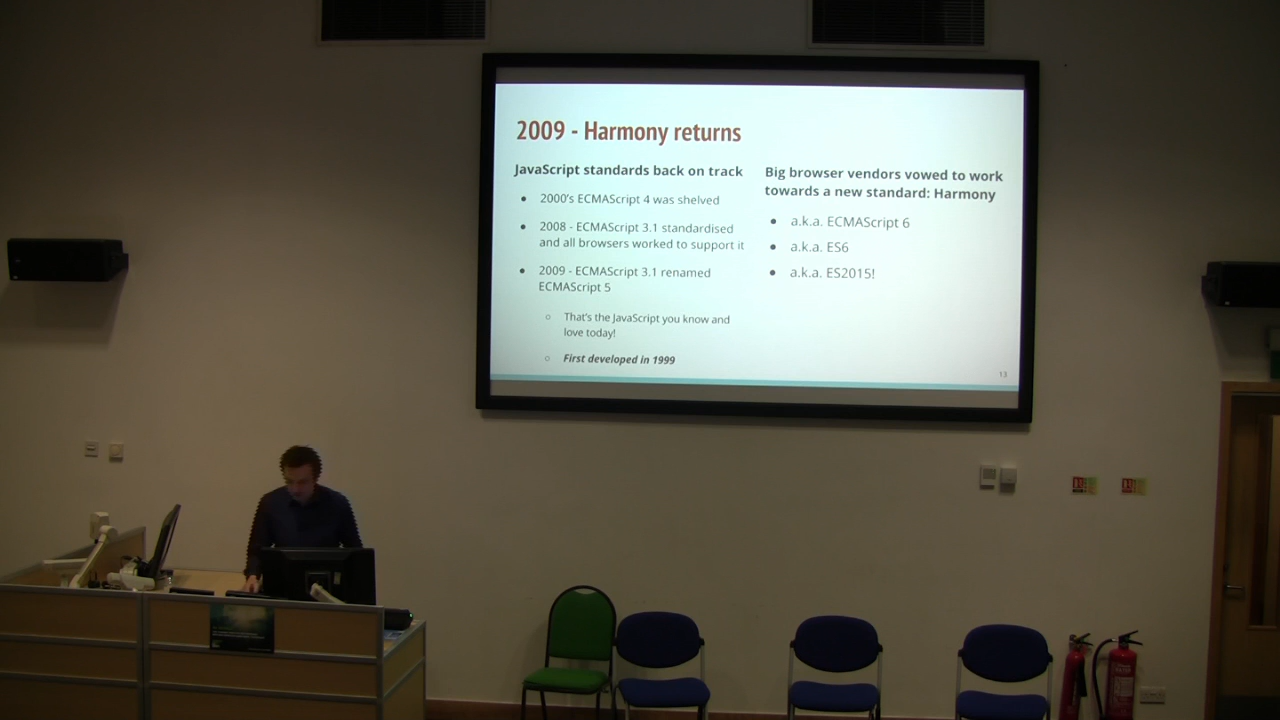 2009 - Harmony returns
JavaScript standards back on track
● 2000's ECMAScript 4 was shelved
● 2008 - ECMAScript 3.1 standardised
and all browsers worked to support it
● 2009 - ECMAScript 3.1 renamed
ECMAScript 5
○ That's the JavaScript you know and
love today!
○ First developed in 1999
Big browser vendors vowed to work
towards a new standard: Harmony
● a.k.a. ECMAScript 6
● a.k.a. ES6
● a.k.a. ES2015!
13